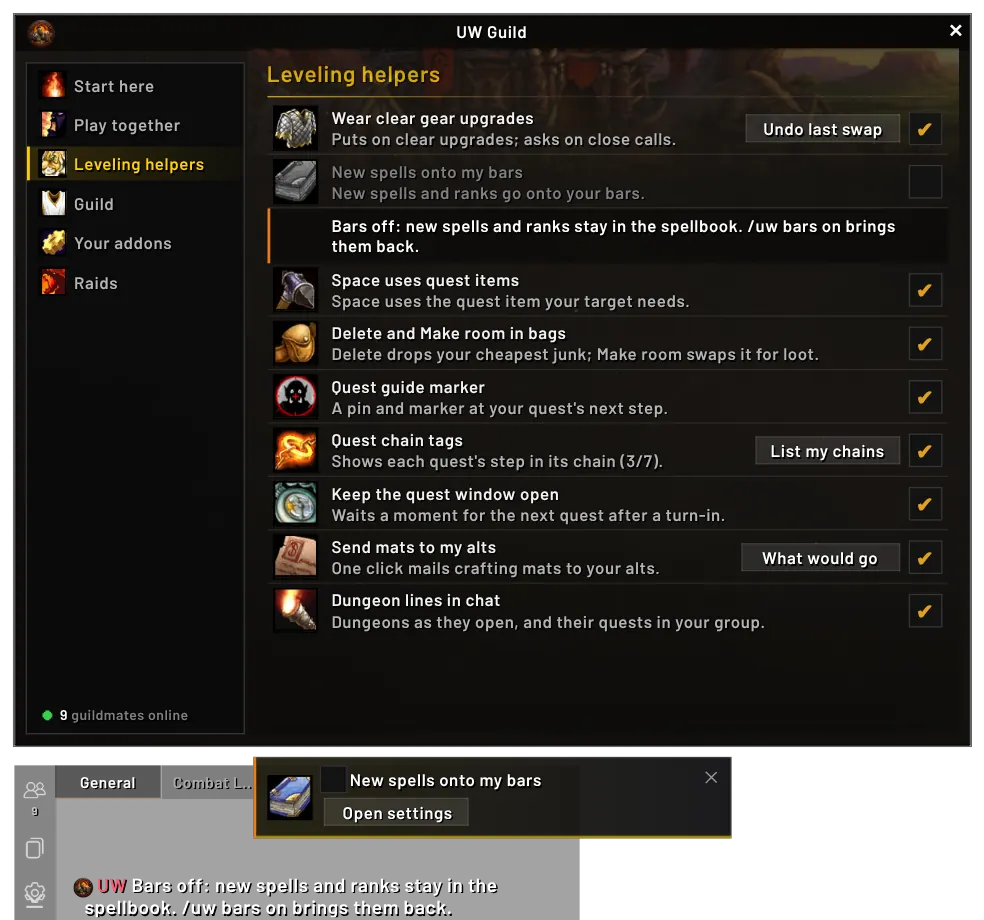 UW Guild
Start here
Play together
Leveling helpers
Guild
Your addons
Raids
9 guildmates online
Leveling helpers
Wear clear gear upgrades
Puts on clear upgrades; asks on close calls.
Undo last swap
New spells onto my bars
New spells and ranks go onto your bars.
Bars off: new spells and ranks stay in the spellbook. /uw bars on brings
them back.
Space uses quest items
Space uses the quest item your target needs.
Delete and Make room in bags
Delete drops your cheapest junk; Make room swaps it for loot.
Quest guide marker
A pin and marker at your quest's next step.
Quest chain tags
Shows each quest's step in its chain (3/7).
List my chains
Keep the quest window open
Waits a moment for the next quest after a turn-in.
Send mats to my alts
One click mails crafting mats to your alts.
What would go
Dungeon lines in chat
Dungeons as they open, and their quests in your group.
9
General
Combat L...
New spells onto my bars
Open settings
UW Bars off: new spells and ranks stay in the
spellbook. /uw bars on brings them back.